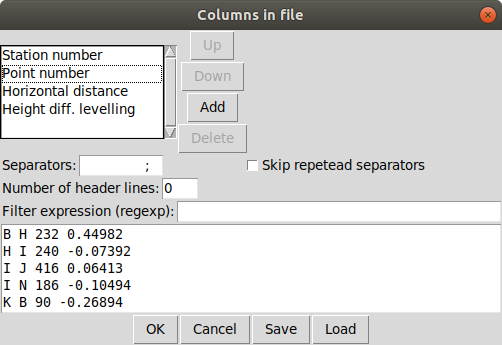 Columns in file
Station number
Point number
Horizontal distance
Height diff. levelling
Up
Down
Add
Delete
Separators: ; Skip repetead separators
Number of header lines: 0
Filter expression (regexp):
B H 232 0.44982
H I 240 -0.07392
I J 416 0.06413
I N 186 -0.10494
K B 90 -0.26894
OK Cancel Save Load